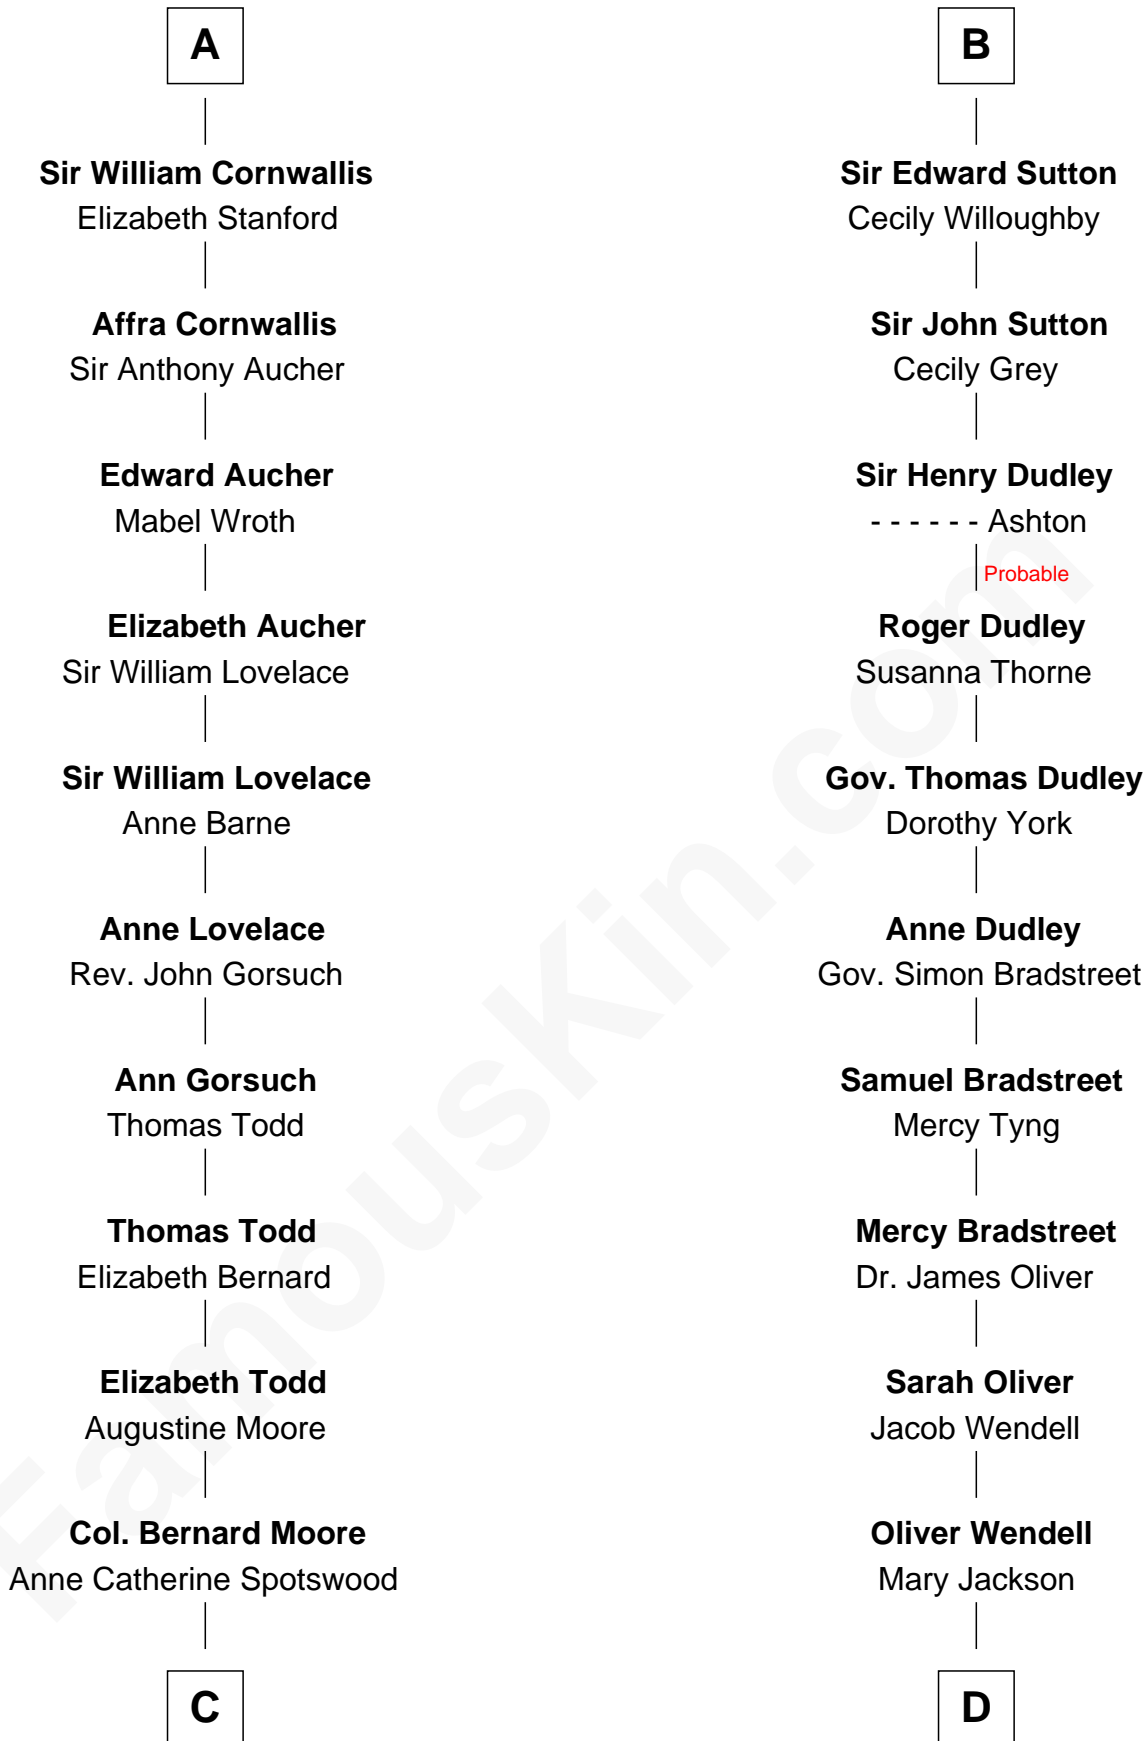 A
Sir William Cornwallis
Elizabeth Stanford
Affra Cornwallis
Sir Anthony Aucher
Edward Aucher
Mabel Wroth
Elizabeth Aucher
Sir William Lovelace
Sir William Lovelace
Anne Barne
Anne Lovelace
Rev. John Gorsuch
Ann Gorsuch
Thomas Todd
Thomas Todd
Elizabeth Bernard
Elizabeth Todd
Augustine Moore
Col. Bernard Moore
Anne Catherine Spotswood
C
B
Sir Edward Sutton
Cecily Willoughby
Sir John Sutton
Cecily Grey
Sir Henry Dudley
- - - - - - Ashton
Probable
Roger Dudley
Susanna Thorne
Gov. Thomas Dudley
Dorothy York
Anne Dudley
Gov. Simon Bradstreet
Samuel Bradstreet
Mercy Tyng
Mercy Bradstreet
Dr. James Oliver
Sarah Oliver
Jacob Wendell
Oliver Wendell
Mary Jackson
D
FamousKin.com